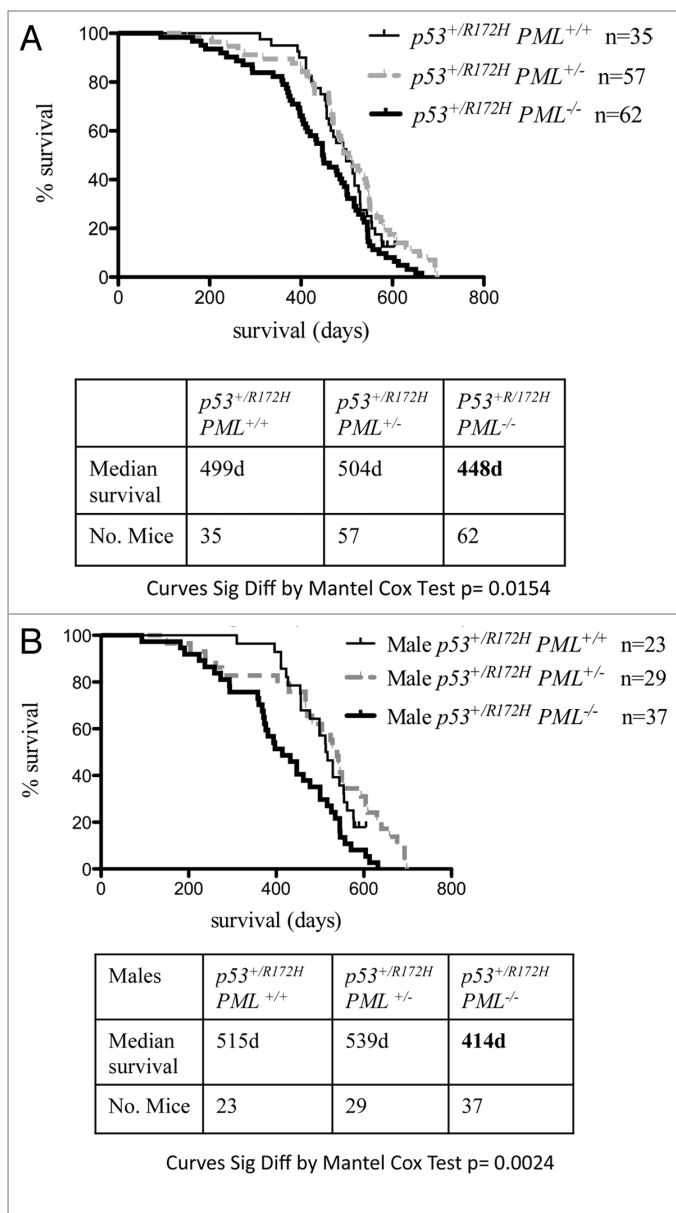 A
p53+/R172H PML+/+ n=35
p53+/R172H PML+/- n=57
p53+/R172H PML-/- n=62
100
80
60
40
20
0
% survival
0 200 400 600 800
survival (days)
p53+/R172H p53+/R172H P53+R/172H
PML+/+ PML+/- PML-/-
Median survival 499d 504d 448d
No. Mice 35 57 62
Curves Sig Diff by Mantel Cox Test p= 0.0154
B
Male p53+/R172H PML+/+ n=23
Male p53+/R172H PML+/- n=29
Male p53+/R172H PML-/- n=37
100
80
60
40
20
0
% survival
0 200 400 600 800
survival (days)
Males p53+/R172H p53+/R172H p53+/R172H
PML +/+ PML +/- PML-/-
Median survival 515d 539d 414d
No. Mice 23 29 37
Curves Sig Diff by Mantel Cox Test p= 0.0024